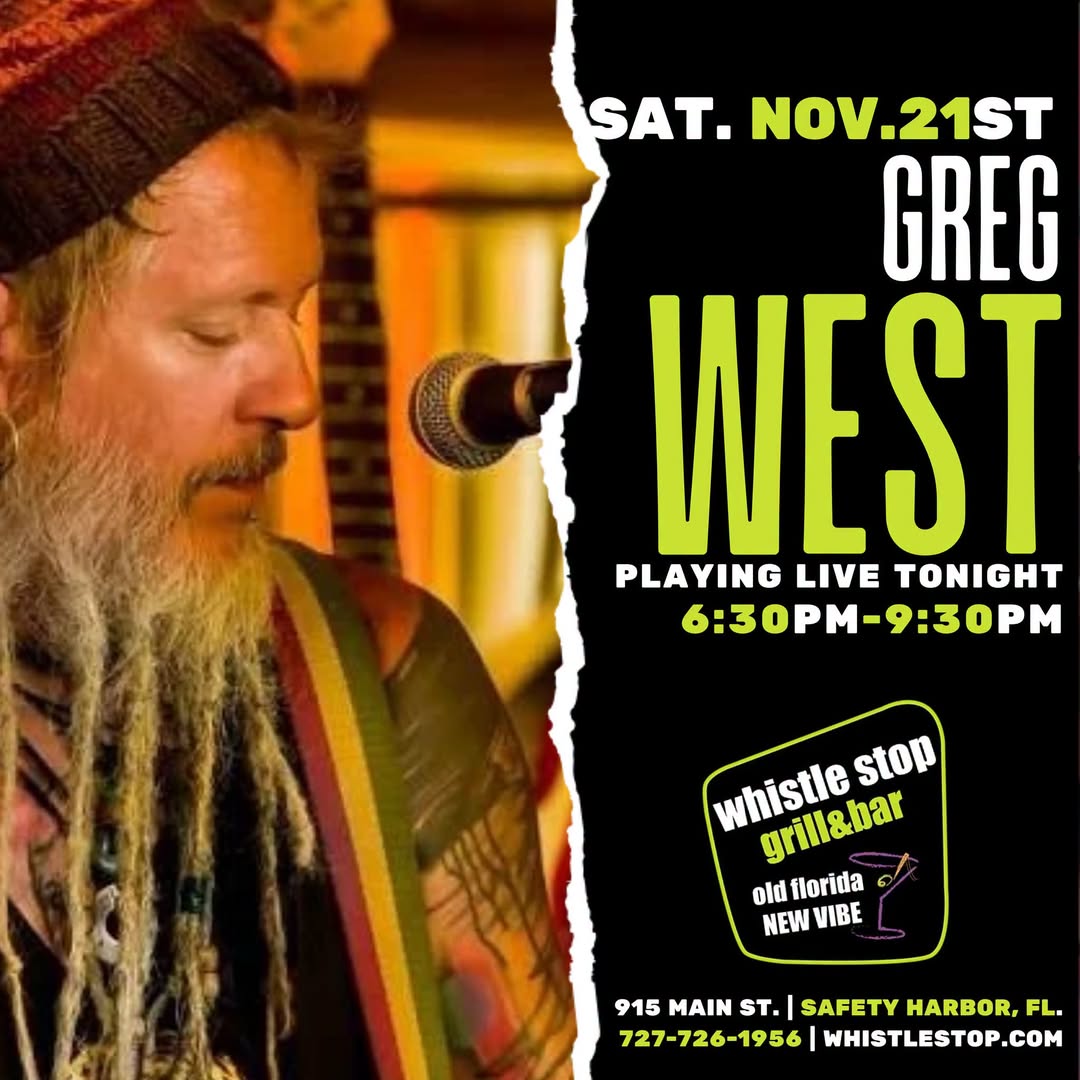 SAT. NOV.21ST
GREG
WEST
PLAYING LIVE TONIGHT
6:30PM-9:30PM
whistle stop
grill&bar
old florida
NEW VIBE
915 MAIN ST. | SAFETY HARBOR, FL.
727-726-1956 | WHISTLESTOP.COM